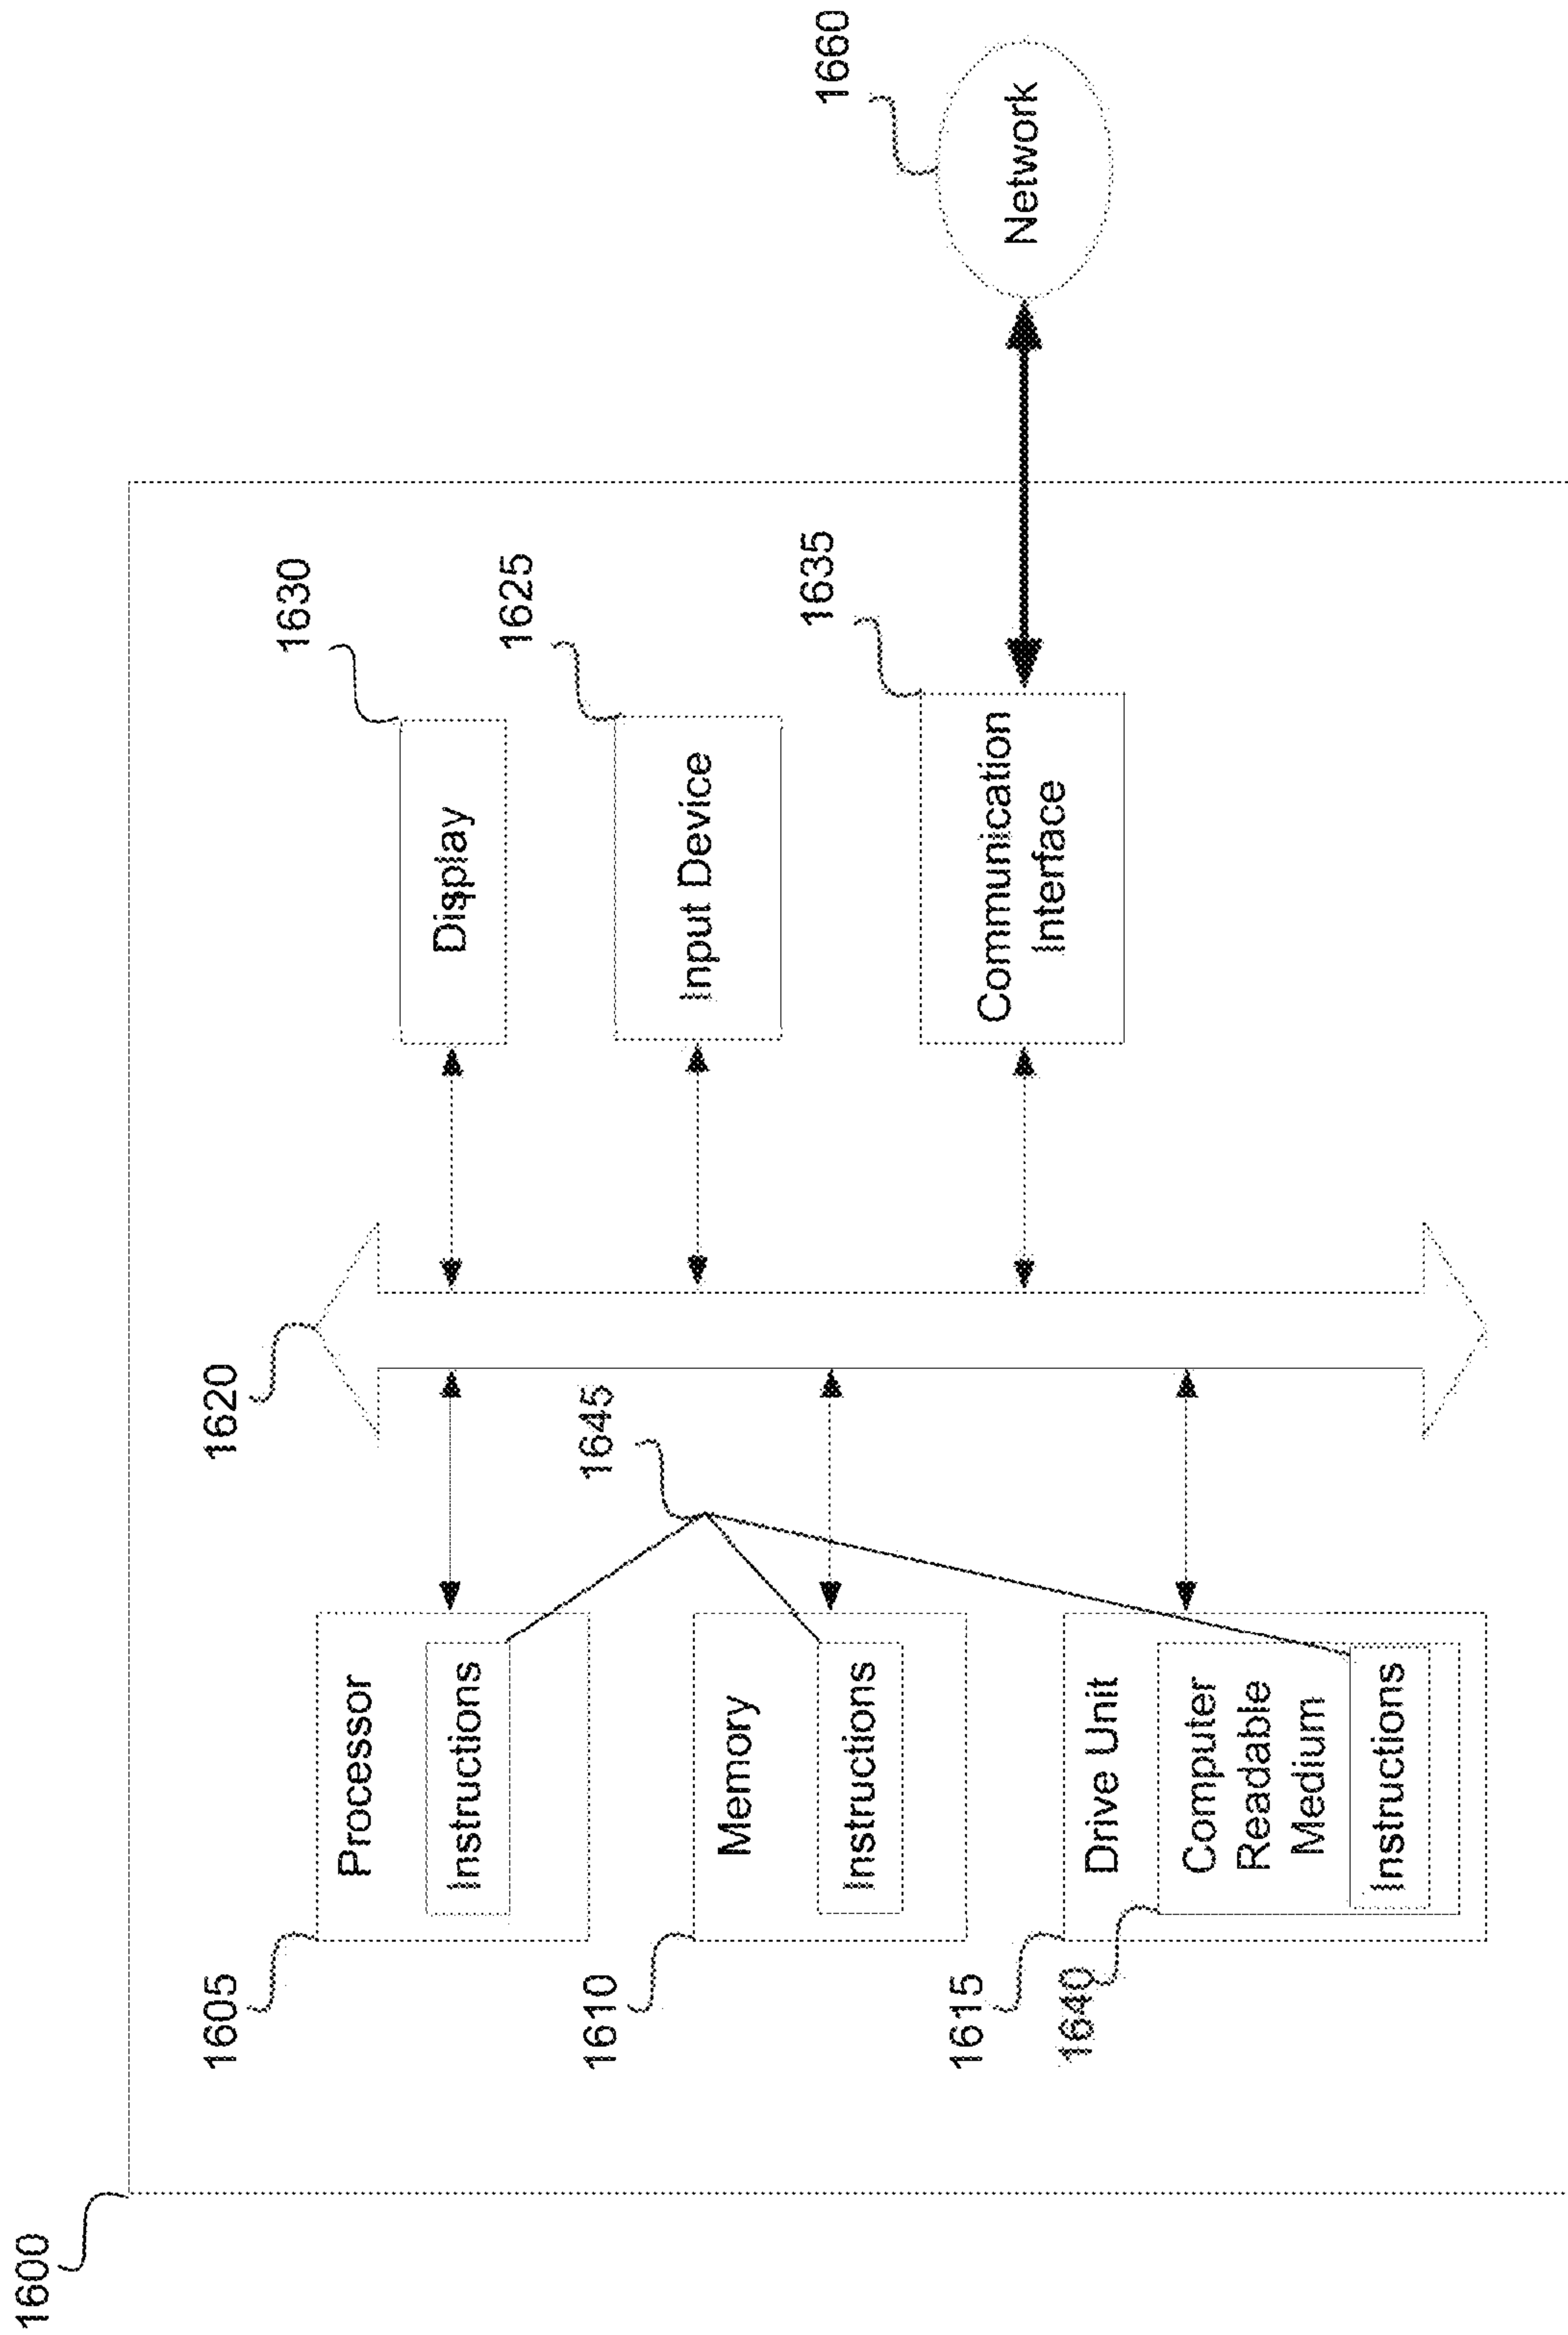 1600
1605
Processor
Instructions
1610
Memory
Instructions
1615
1640
Drive Unit
Computer
Readable
Medium
Instructions
1620
1645
1630
Display
1625
Input Device
1635
Communication
Interface
1660
Network